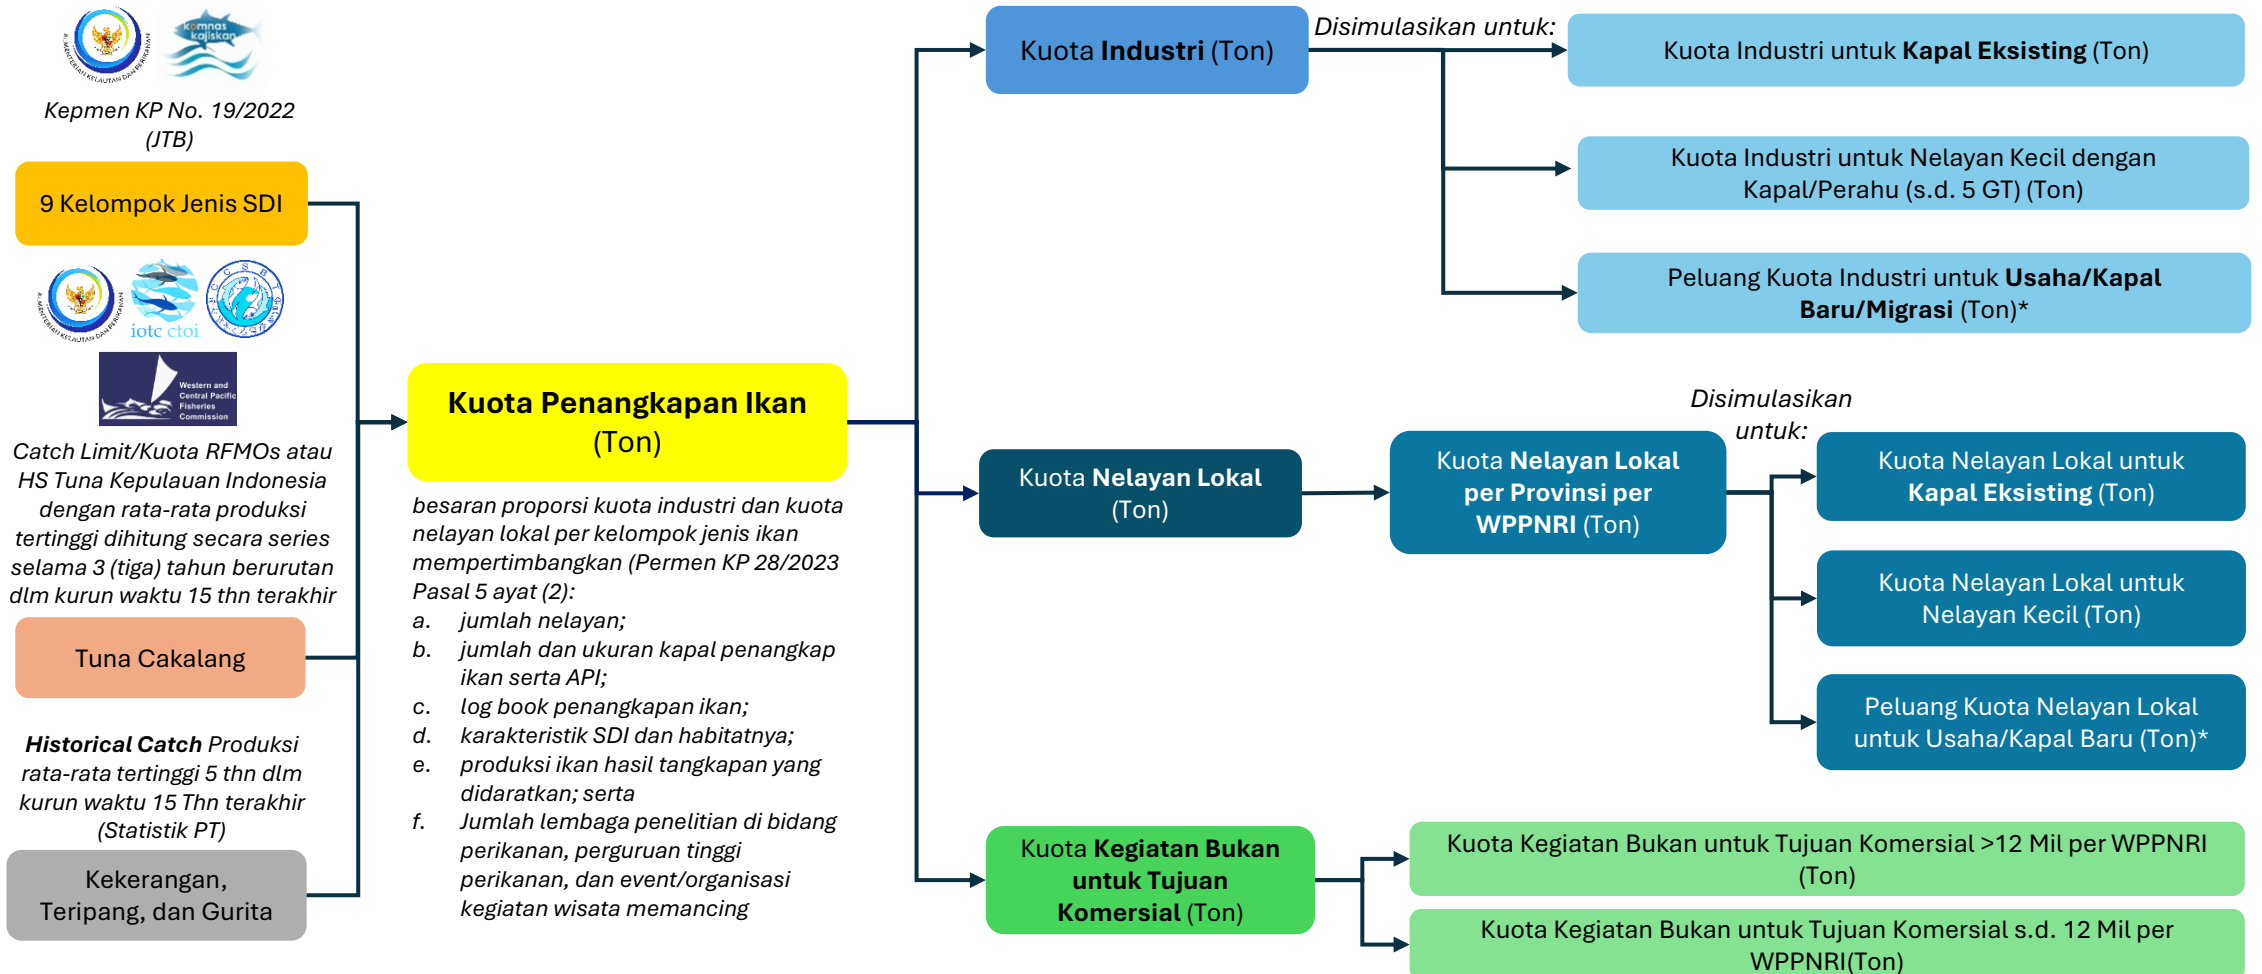 KEMENTERIAN KELAUTAN DAN PERIKANAN
komnas
kajiskan
Kepmen KP No. 19/2022
(JTB)
9 Kelompok Jenis SDI
KEMENTERIAN KELAUTAN DAN PERIKANAN
iotc ctoi
C C S B T
Western and
Central Pacific
Fisheries
Commission
Catch Limit/Kuota RFMOs atau
HS Tuna Kepulauan Indonesia
dengan rata-rata produksi
tertinggi dihitung secara series
selama 3 (tiga) tahun berurutan
dlm kurun waktu 15 thn terakhir
Tuna Cakalang
Historical Catch Produksi
rata-rata tertinggi 5 thn dlm
kurun waktu 15 Thn terakhir
(Statistik PT)
Kekerangan,
Teripang, dan Gurita
Kuota Penangkapan Ikan
(Ton)
besaran proporsi kuota industri dan kuota
nelayan lokal per kelompok jenis ikan
mempertimbangkan (Permen KP 28/2023
Pasal 5 ayat (2):
a. jumlah nelayan;
b. jumlah dan ukuran kapal penangkap
ikan serta API;
c. log book penangkapan ikan;
d. karakteristik SDI dan habitatnya;
e. produksi ikan hasil tangkapan yang
didaratkan; serta
f. Jumlah lembaga penelitian di bidang
perikanan, perguruan tinggi
perikanan, dan event/organisasi
kegiatan wisata memancing
Kuota Industri (Ton)
Disimulasikan untuk:
Kuota Industri untuk Kapal Eksisting (Ton)
Kuota Industri untuk Nelayan Kecil dengan
Kapal/Perahu (s.d. 5 GT) (Ton)
Peluang Kuota Industri untuk Usaha/Kapal
Baru/Migrasi (Ton)*
Kuota Nelayan Lokal
(Ton)
Kuota Nelayan Lokal
per Provinsi per
WPPNRI (Ton)
Disimulasikan
untuk:
Kuota Nelayan Lokal untuk
Kapal Eksisting (Ton)
Kuota Nelayan Lokal untuk
Nelayan Kecil (Ton)
Peluang Kuota Nelayan Lokal
untuk Usaha/Kapal Baru (Ton)*
Kuota Kegiatan Bukan
untuk Tujuan
Komersial (Ton)
Kuota Kegiatan Bukan untuk Tujuan Komersial >12 Mil per WPPNRI
(Ton)
Kuota Kegiatan Bukan untuk Tujuan Komersial s.d. 12 Mil per
WPPNRI(Ton)